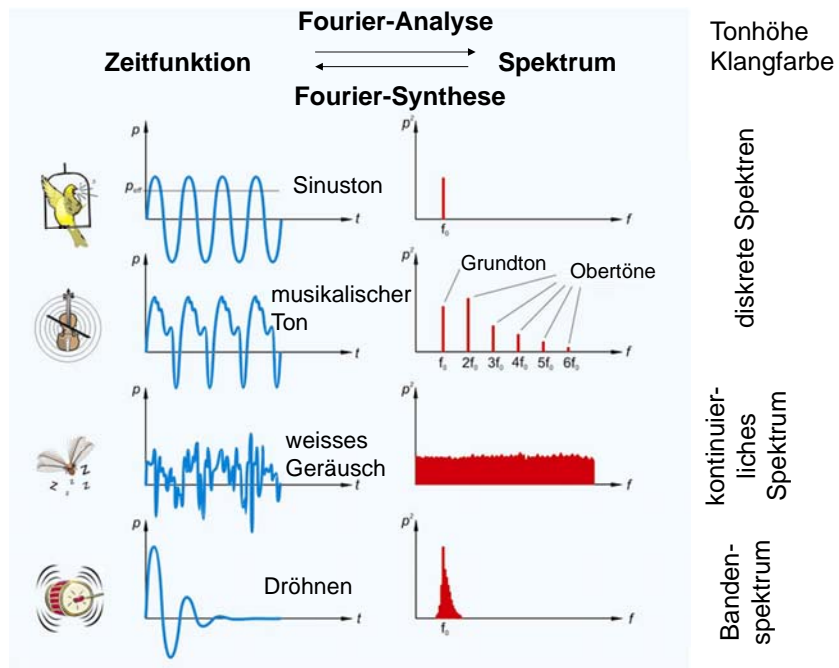 Fourier-Analyse
Zeitfunktion
Spektrum
Fourier-Synthese
Tonhöhe
Klangfarbe
p
p_eff
Sinuston
t
p²
f₀
f
diskrete Spektren
p
musikalischer
Ton
t
p²
Grundton
Obertöne
f₀ 2f₀ 3f₀ 4f₀ 5f₀ 6f₀
f
z z z z
p
weisses
Geräusch
t
p²
f
kontinuier-
liches
Spektrum
p
Dröhnen
t
p²
f₀
f
Banden-
spektrum